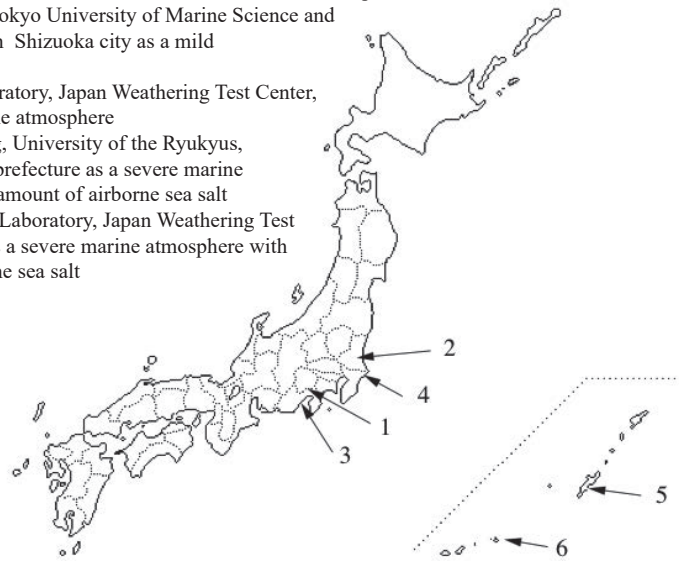 okyo University of Marine Science and
Shizuoka city as a mild
ratory, Japan Weathering Test Center,
e atmosphere
, University of the Ryukyus,
prefecture as a severe marine
amount of airborne sea salt
Laboratory, Japan Weathering Test
a severe marine atmosphere with
ne sea salt
2
4
1
3
5
6